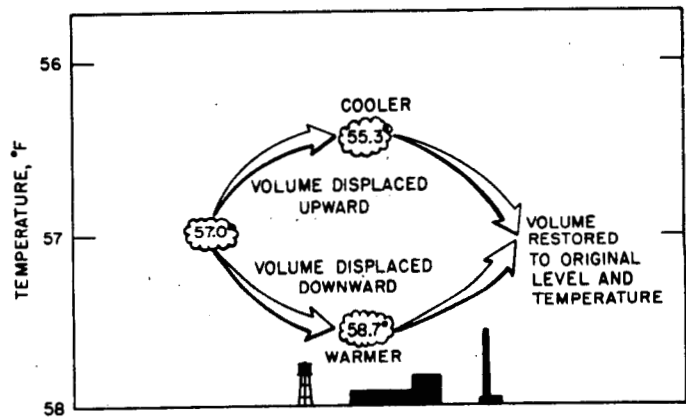 TEMPERATURE, °F
56
57
58
COOLER
55.3°
VOLUME DISPLACED
UPWARD
57.0°
VOLUME DISPLACED
DOWNWARD
58.7°
WARMER
VOLUME
RESTORED
TO ORIGINAL
LEVEL AND
TEMPERATURE